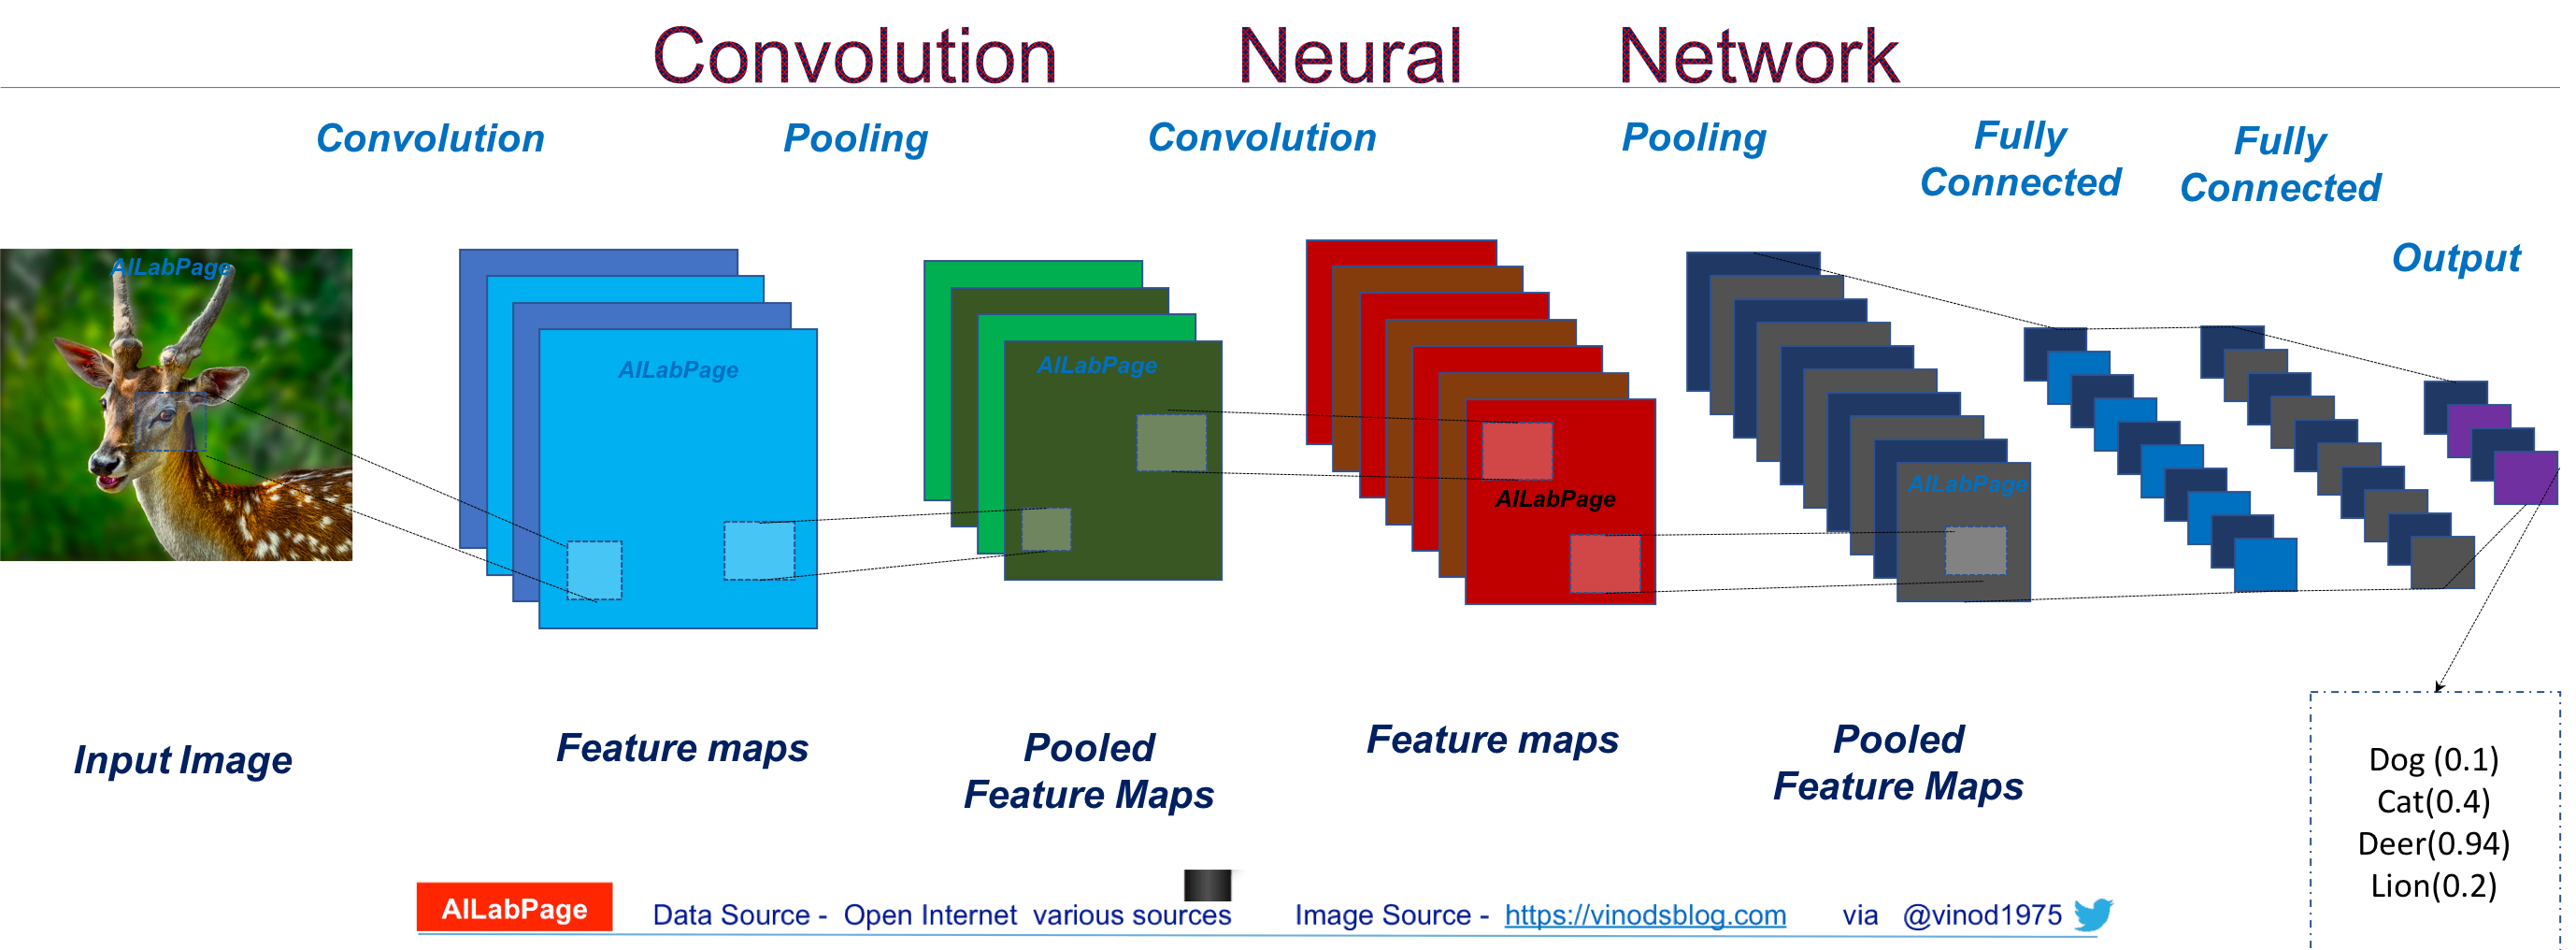 Convolution Neural Network
Convolution
Pooling
Convolution
Pooling
Fully
Connected
Fully
Connected
Output
AILabPage
AILabPage
AILabPage
AILabPage
AILabPage
Input Image
Feature maps
Pooled
Feature Maps
Feature maps
Pooled
Feature Maps
Dog (0.1)
Cat(0.4)
Deer(0.94)
Lion(0.2)
AILabPage
Data Source - Open Internet various sources
Image Source - https://vinodsblog.com
via @vinod1975